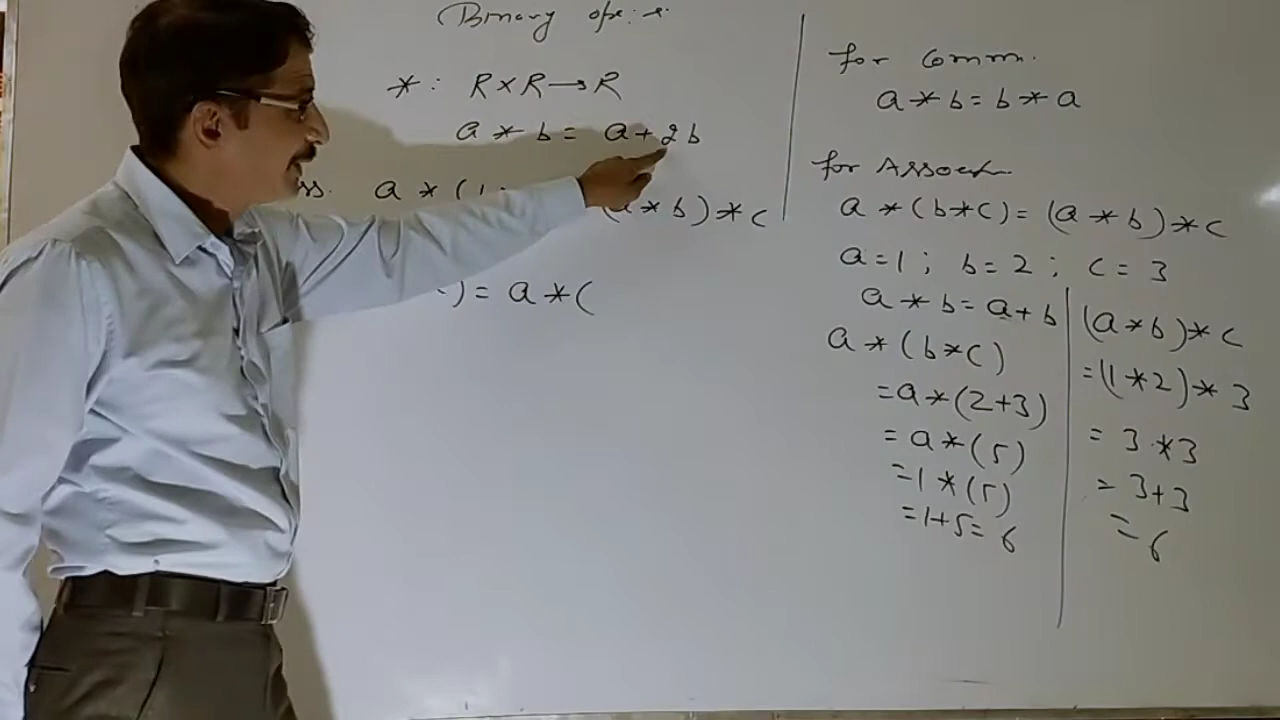 Binary
* : R×R→R
a * b = a+2b
a * (
* b) * c
) = a * (
for Comm.
a * b = b * a
for Assoc
a * (b*c) = (a * b) * c
a=1 ; b=2 ; c = 3
a * b = a+b
a * (b*c)
= a * (2+3)
= a * (5)
= 1 * (5)
= 1+5 = 6
(a * b) * c
= (1 * 2) * 3
= 3 * 3
= 3+3
= 6